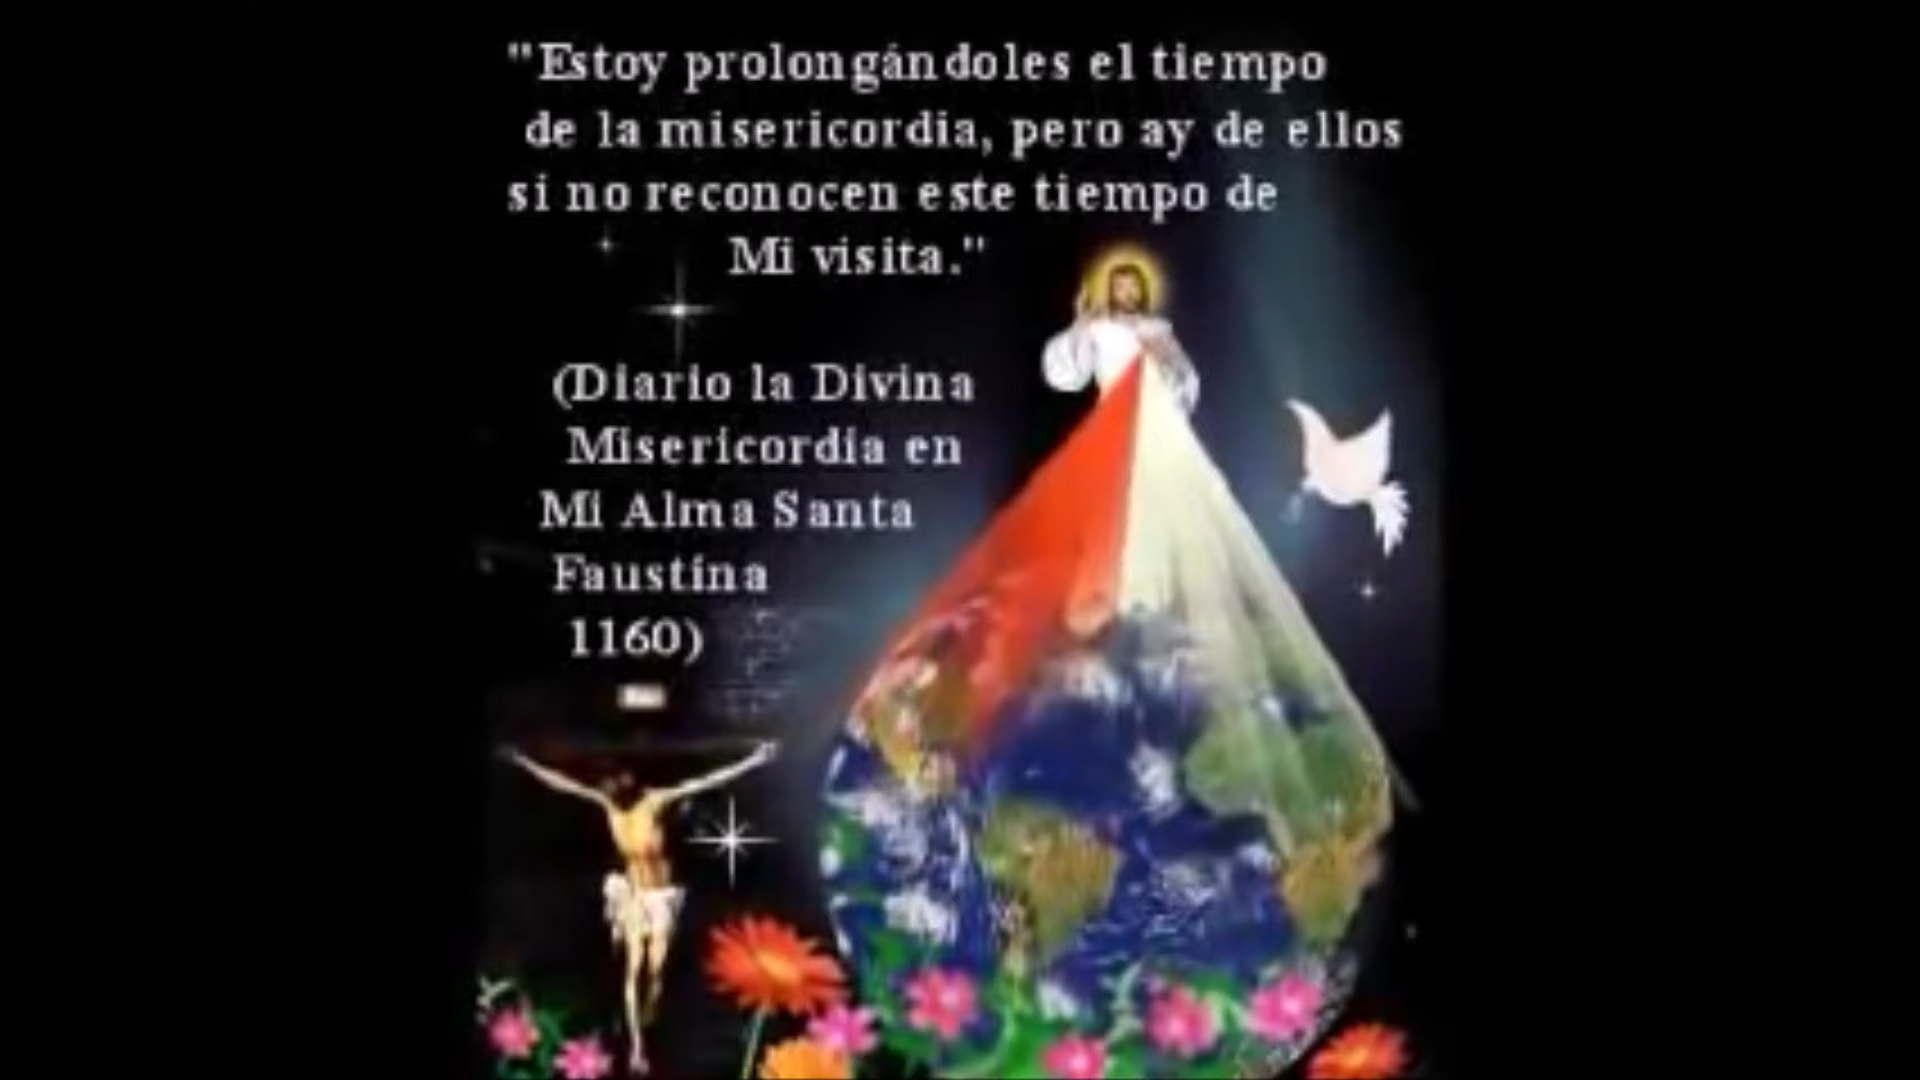 "Estoy prolongándoles el tiempo
de la misericordia, pero ay de ellos
si no reconocen este tiempo de
Mi visita."
(Diario la Divina
Misericordia en
Mi Alma Santa
Faustina
1160)